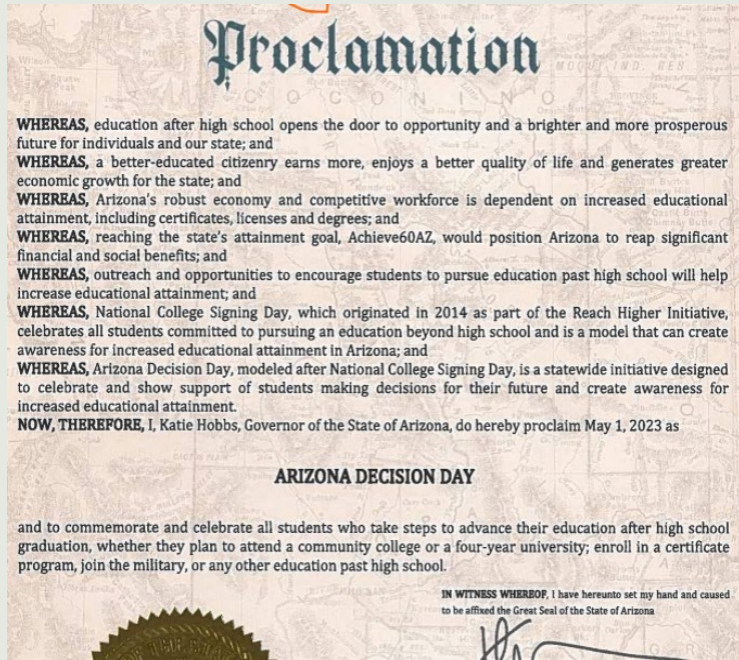 Proclamation
COCONINO
WHEREAS, education after high school opens the door to opportunity and a brighter and more prosperous
future for individuals and our state; and
WHEREAS, a better-educated citizenry earns more, enjoys a better quality of life and generates greater
economic growth for the state; and
WHEREAS, Arizona's robust economy and competitive workforce is dependent on increased educational
attainment, including certificates, licenses and degrees; and
WHEREAS, reaching the state's attainment goal, Achieve60AZ, would position Arizona to reap significant
financial and social benefits; and
WHEREAS, outreach and opportunities to encourage students to pursue education past high school will help
increase educational attainment; and
WHEREAS, National College Signing Day, which originated in 2014 as part of the Reach Higher Initiative,
celebrates all students committed to pursuing an education beyond high school and is a model that can create
awareness for increased educational attainment in Arizona; and
WHEREAS, Arizona Decision Day, modeled after National College Signing Day, is a statewide initiative designed
to celebrate and show support of students making decisions for their future and create awareness for
increased educational attainment.
NOW, THEREFORE, I, Katie Hobbs, Governor of the State of Arizona, do hereby proclaim May 1, 2023 as
ARIZONA DECISION DAY
and to commemorate and celebrate all students who take steps to advance their education after high school
graduation, whether they plan to attend a community college or a four-year university; enroll in a certificate
program, join the military, or any other education past high school.
IN WITNESS WHEREOF, I have hereunto set my hand and caused
to be affixed the Great Seal of the State of Arizona